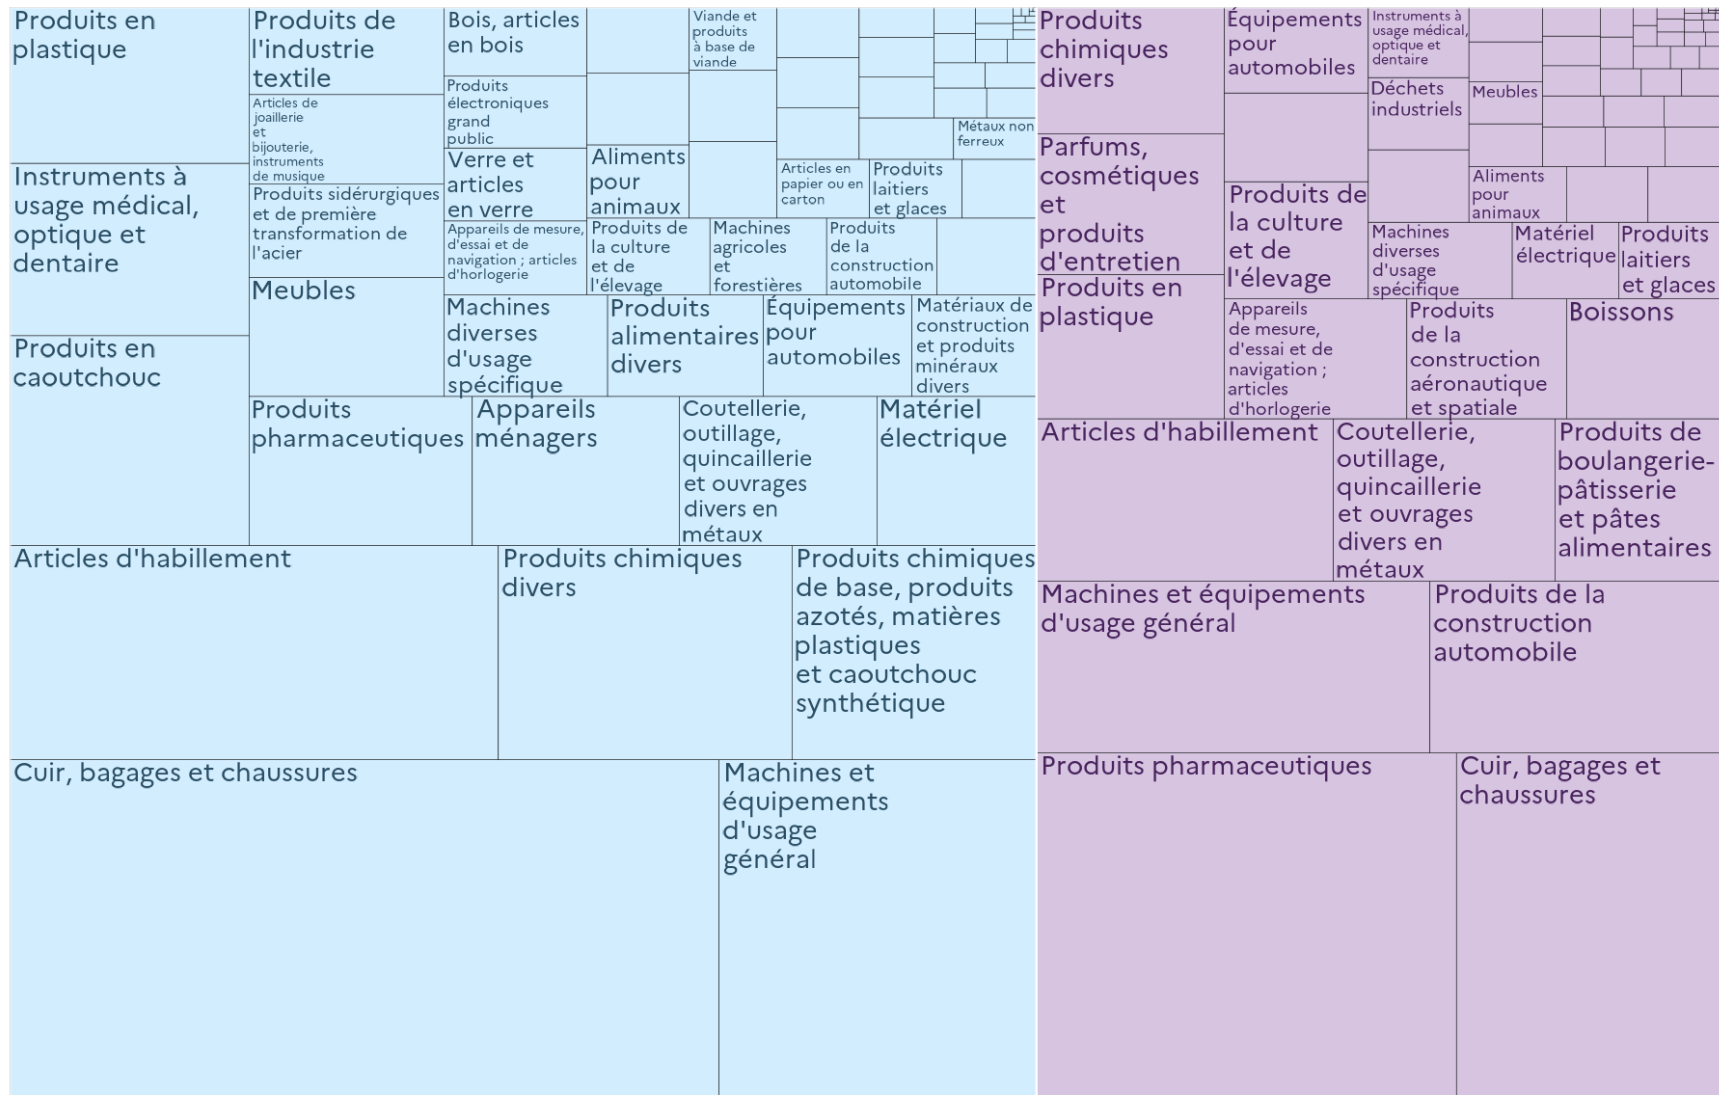 Produits en
plastique
Instruments à
usage médical,
optique et
dentaire
Produits en
caoutchouc
Produits de
l'industrie
textile
Articles de
joaillerie
et
bijouterie,
instruments
de musique
Produits sidérurgiques
et de première
transformation de
l'acier
Meubles
Bois, articles
en bois
Produits
électroniques
grand
public
Verre et
articles
en verre
Appareils de mesure,
d'essai et de
navigation ; articles
d'horlogerie
Viande et
produits
à base de
viande
Aliments
pour
animaux
Métaux non
ferreux
Articles en
papier ou en
carton
Produits
laitiers
et glaces
Produits de
la culture
et de
l'élevage
Machines
agricoles
et
forestières
Produits
de la
construction
automobile
Machines
diverses
d'usage
spécifique
Produits
alimentaires
divers
Équipements
pour
automobiles
Matériaux de
construction
et produits
minéraux
divers
Produits
pharmaceutiques
Appareils
ménagers
Coutellerie,
outillage,
quincaillerie
et ouvrages
divers en
métaux
Matériel
électrique
Articles d'habillement
Produits chimiques
divers
Produits chimiques
de base, produits
azotés, matières
plastiques
et caoutchouc
synthétique
Cuir, bagages et chaussures
Machines et
équipements
d'usage
général
Produits
chimiques
divers
Parfums,
cosmétiques
et
produits
d'entretien
Produits en
plastique
Équipements
pour
automobiles
Produits de
la culture
et de
l'élevage
Instruments à
usage médical,
optique et
dentaire
Déchets
industriels
Meubles
Aliments
pour
animaux
Machines
diverses
d'usage
spécifique
Matériel
électrique
Produits
laitiers
et glaces
Appareils
de mesure,
d'essai et de
navigation ;
articles
d'horlogerie
Produits
de la
construction
aéronautique
et spatiale
Boissons
Articles d'habillement
Coutellerie,
outillage,
quincaillerie
et ouvrages
divers en
métaux
Produits de
boulangerie-
pâtisserie
et pâtes
alimentaires
Machines et équipements
d'usage général
Produits de la
construction
automobile
Produits pharmaceutiques
Cuir, bagages et
chaussures